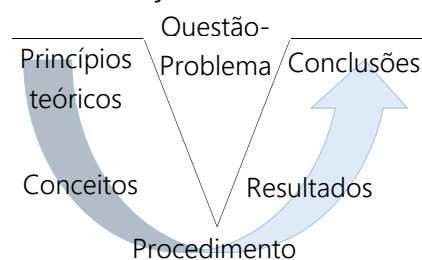 Questão-
Problema
Princípios
teóricos
Conclusões
Conceitos
Resultados
Procedimento